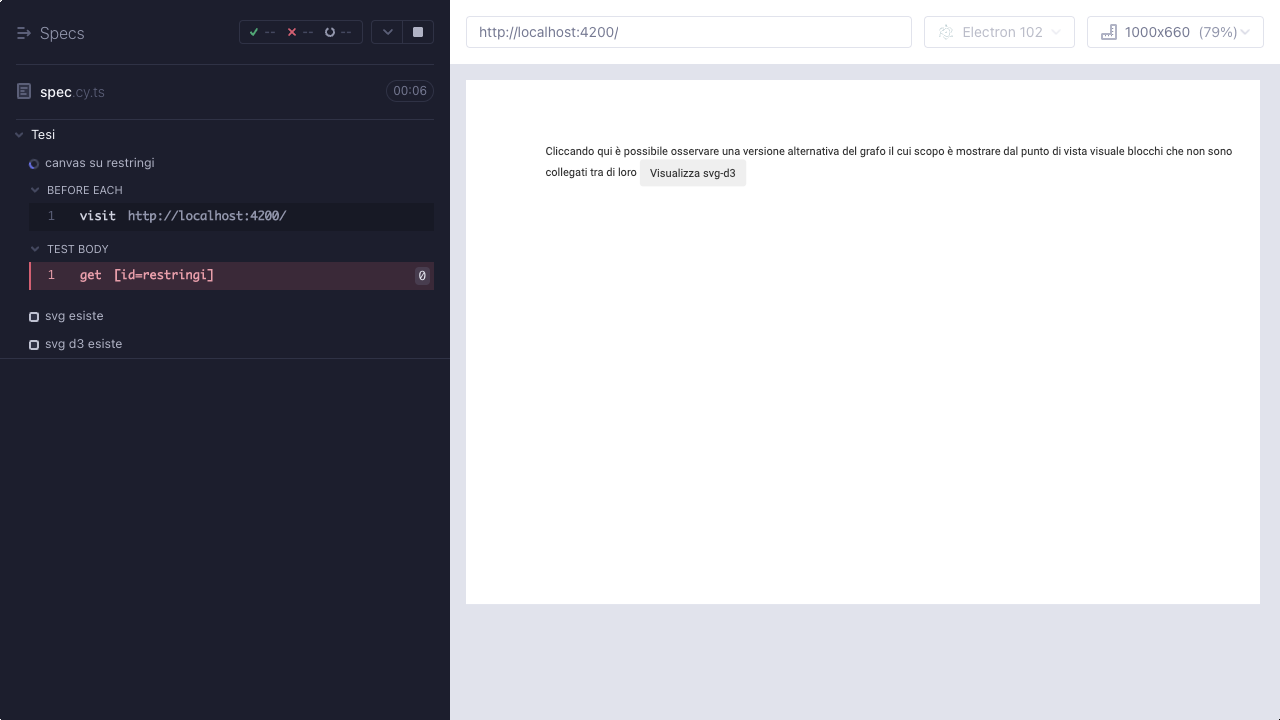 Specs
-- -- --
spec.cy.ts 00:06
Tesi
canvas su restringi
BEFORE EACH
1 visit http://localhost:4200/
TEST BODY
1 get [id=restringi] 0
svg esiste
svg d3 esiste
http://localhost:4200/ Electron 102 1000x660 (79%)
Cliccando qui è possibile osservare una versione alternativa del grafo il cui scopo è mostrare dal punto di vista visuale blocchi che non sono
collegati tra di loro Visualizza svg-d3